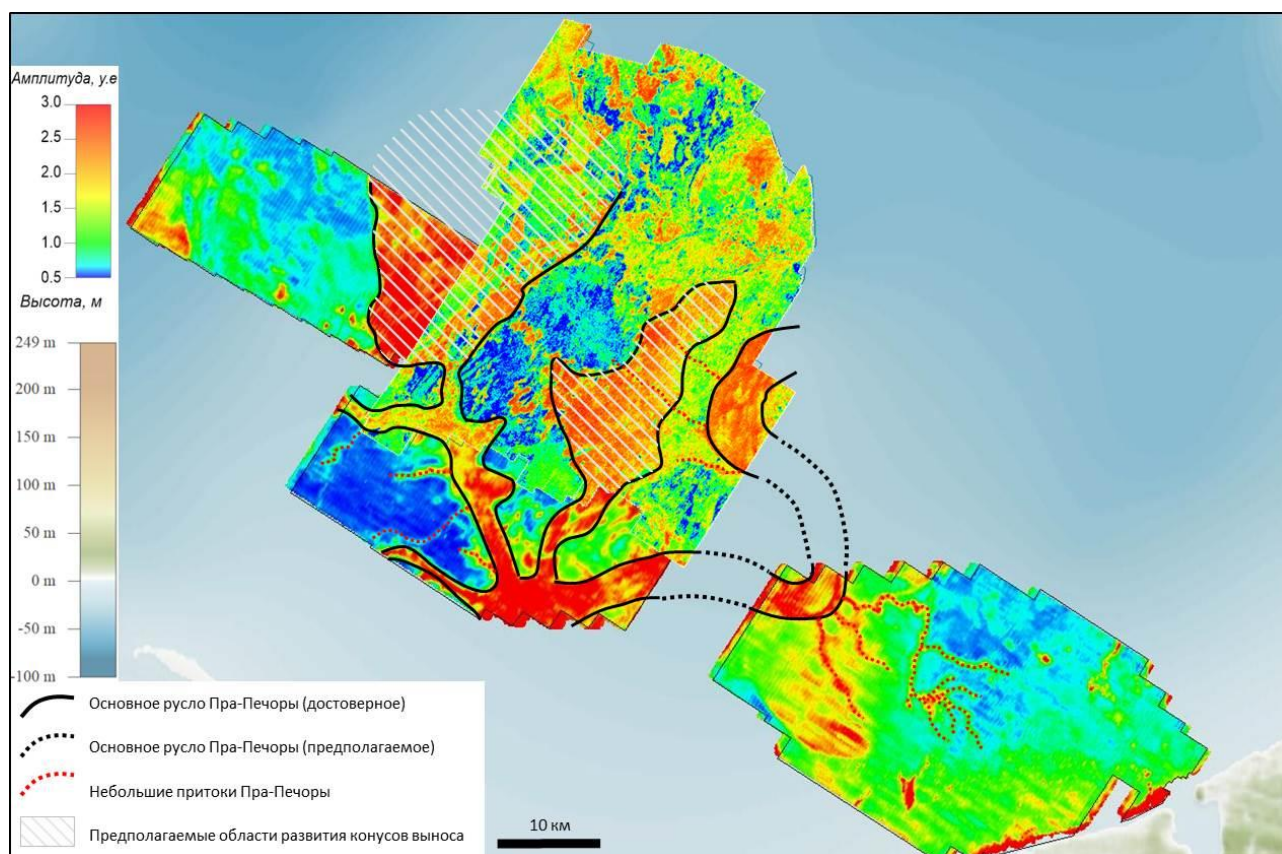 Амплитуда, у.е
3.0
2.5
2.0
1.5
1.0
0.5
Высота, м
249 m
200 m
150 m
100 m
50 m
0 m
-50 m
-100 m
Основное русло Пра-Печоры (достоверное)
Основное русло Пра-Печоры (предполагаемое)
Небольшие притоки Пра-Печоры
Предполагаемые области развития конусов выноса
10 км